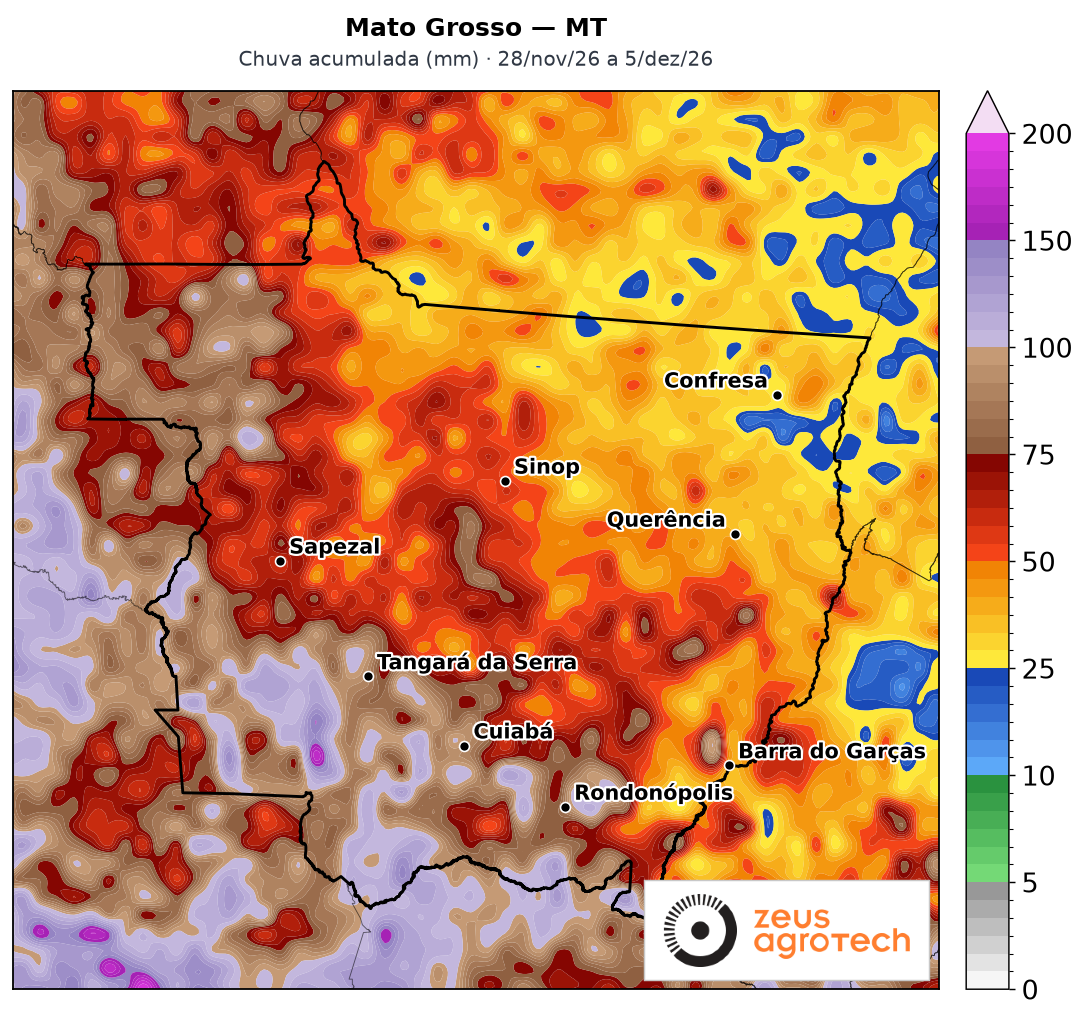 Mato Grosso — MT
Chuva acumulada (mm) · 28/nov/26 a 5/dez/26
200
150
100
75
50
25
10
5
0
Confresa
Sinop
Querência
Sapezal
Tangará da Serra
Cuiabá
Barra do Garças
Rondonópolis
zeus
agrotech